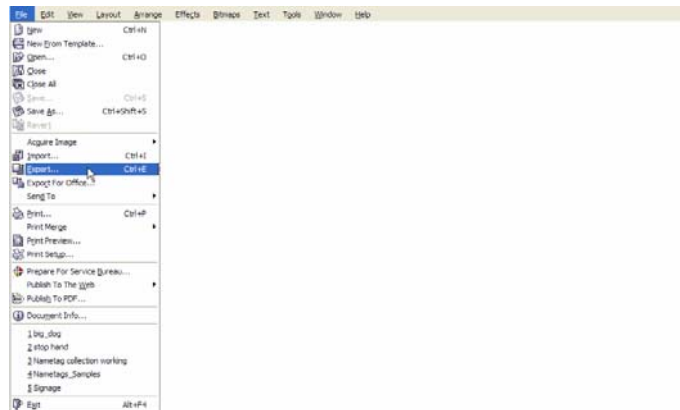 File Edit View Layout Arrange Effects Bitmaps Text Tools Window Help
New Ctrl+N
New From Template...
Open... Ctrl+O
Close
Close All
Save... Ctrl+S
Save As... Ctrl+Shift+S
Revert
Acquire Image
Import... Ctrl+I
Export... Ctrl+E
Export For Office...
Send To
Print... Ctrl+P
Print Merge
Print Preview...
Print Setup...
Prepare For Service Bureau...
Publish To The Web
Publish To PDF...
Document Info...
1 big_dog
2 stop hand
3 Nametag collection working
4 Nametags_Samples
5 Signage
Exit Alt+F4